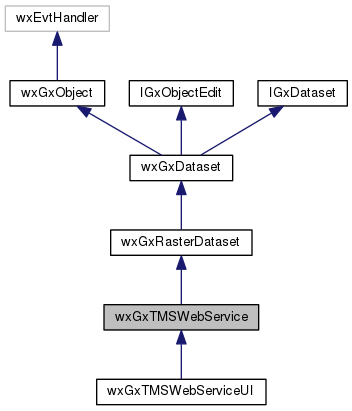 wxEvtHandler
wxGxObject
IGxObjectEdit
IGxDataset
wxGxDataset
wxGxRasterDataset
wxGxTMSWebService
wxGxTMSWebServiceUI